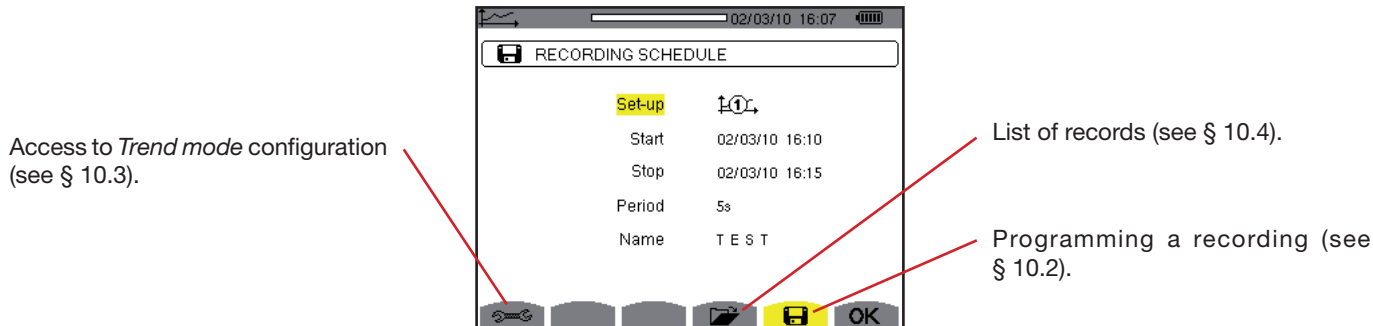 02/03/10 16:07
RECORDING SCHEDULE
Set-up 1
Start 02/03/10 16:10
Stop 02/03/10 16:15
Period 5s
Name T E S T
OK
Access to Trend mode configuration
(see § 10.3).
List of records (see § 10.4).
Programming a recording (see
§ 10.2).